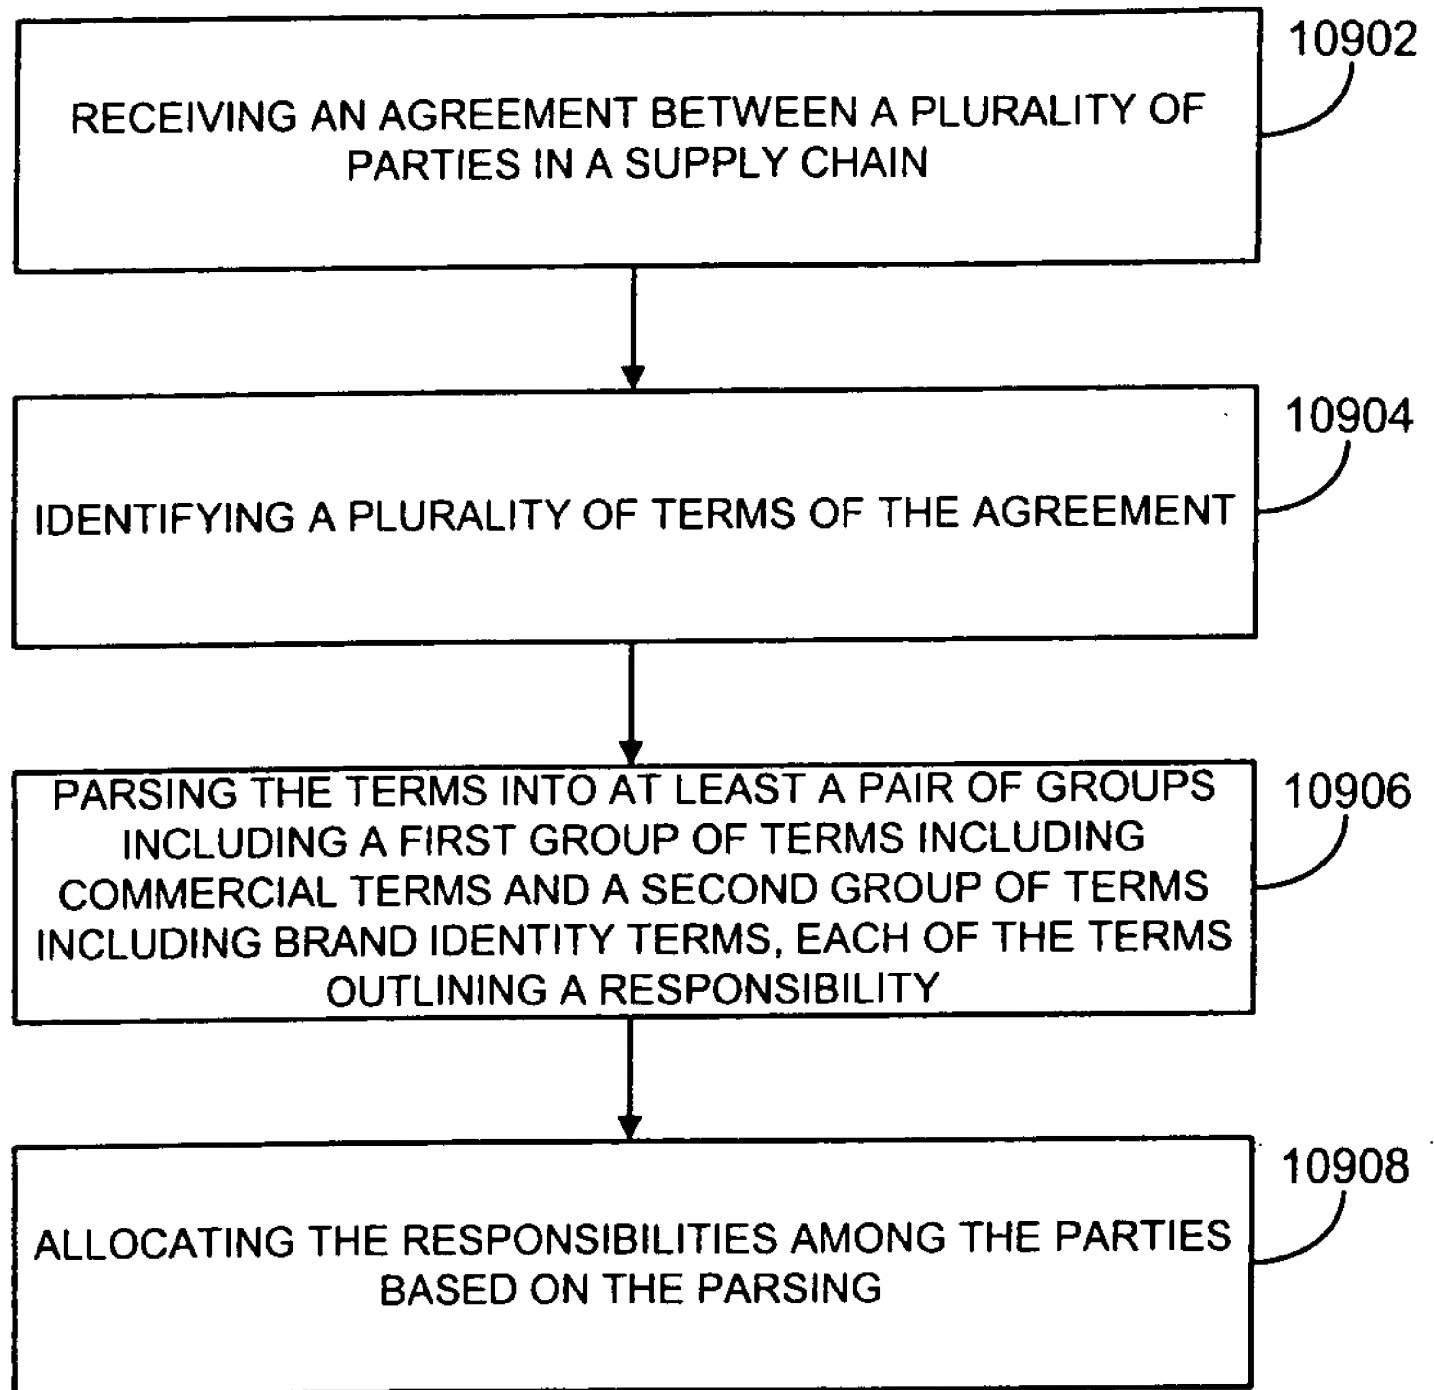 10902
RECEIVING AN AGREEMENT BETWEEN A PLURALITY OF
PARTIES IN A SUPPLY CHAIN
10904
IDENTIFYING A PLURALITY OF TERMS OF THE AGREEMENT
10906
PARSING THE TERMS INTO AT LEAST A PAIR OF GROUPS
INCLUDING A FIRST GROUP OF TERMS INCLUDING
COMMERCIAL TERMS AND A SECOND GROUP OF TERMS
INCLUDING BRAND IDENTITY TERMS, EACH OF THE TERMS
OUTLINING A RESPONSIBILITY
10908
ALLOCATING THE RESPONSIBILITIES AMONG THE PARTIES
BASED ON THE PARSING